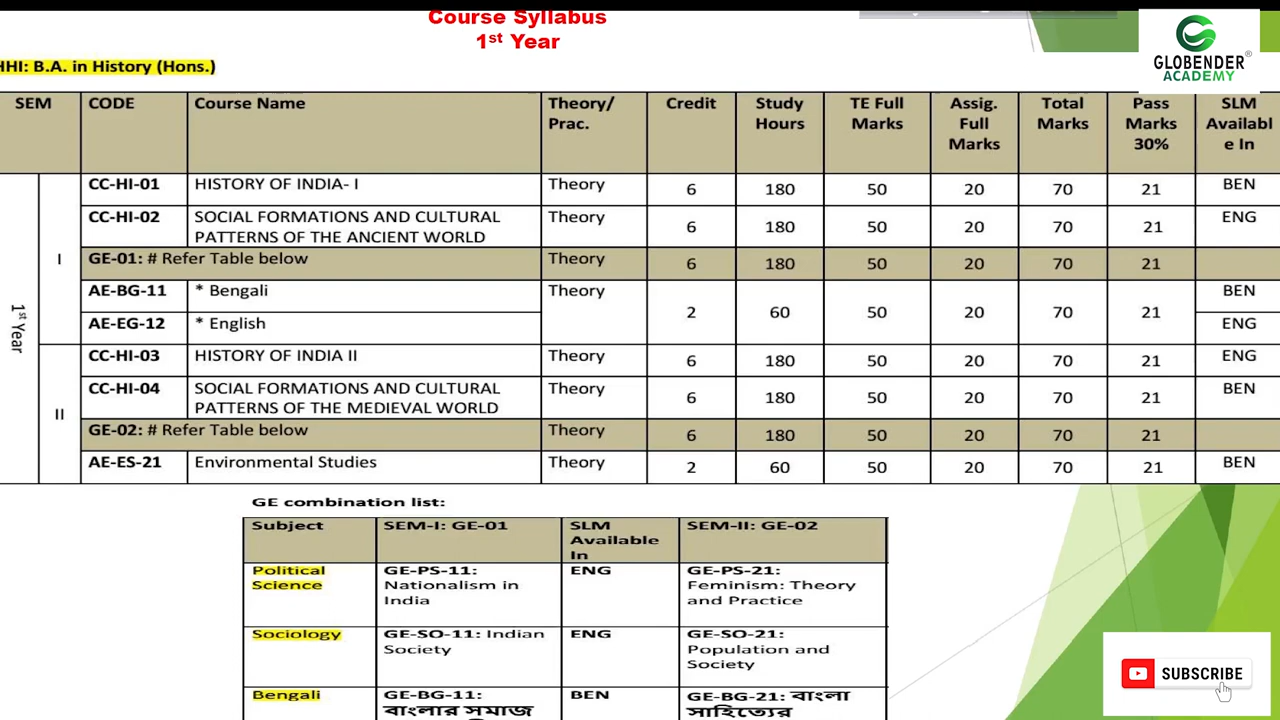 Course Syllabus
1st Year
HHI: B.A. in History (Hons.)
GLOBENDER®
ACADEMY
SEM CODE Course Name Theory/ Prac. Credit Study Hours TE Full Marks Assig. Full Marks Total Marks Pass Marks 30% SLM Availabl e In
1st Year
I
CC-HI-01 HISTORY OF INDIA- I Theory 6 180 50 20 70 21 BEN
CC-HI-02 SOCIAL FORMATIONS AND CULTURAL PATTERNS OF THE ANCIENT WORLD Theory 6 180 50 20 70 21 ENG
GE-01: # Refer Table below Theory 6 180 50 20 70 21
AE-BG-11 * Bengali Theory 2 60 50 20 70 21 BEN
AE-EG-12 * English ENG
II
CC-HI-03 HISTORY OF INDIA II Theory 6 180 50 20 70 21 ENG
CC-HI-04 SOCIAL FORMATIONS AND CULTURAL PATTERNS OF THE MEDIEVAL WORLD Theory 6 180 50 20 70 21 BEN
GE-02: # Refer Table below Theory 6 180 50 20 70 21
AE-ES-21 Environmental Studies Theory 2 60 50 20 70 21 BEN
GE combination list:
Subject SEM-I: GE-01 SLM Available In SEM-II: GE-02
Political Science GE-PS-11: Nationalism in India ENG GE-PS-21: Feminism: Theory and Practice
Sociology GE-SO-11: Indian Society ENG GE-SO-21: Population and Society
Bengali GE-BG-11: বাংলার সমাজ BEN GE-BG-21: বাংলা সাহিত্যের
SUBSCRIBE